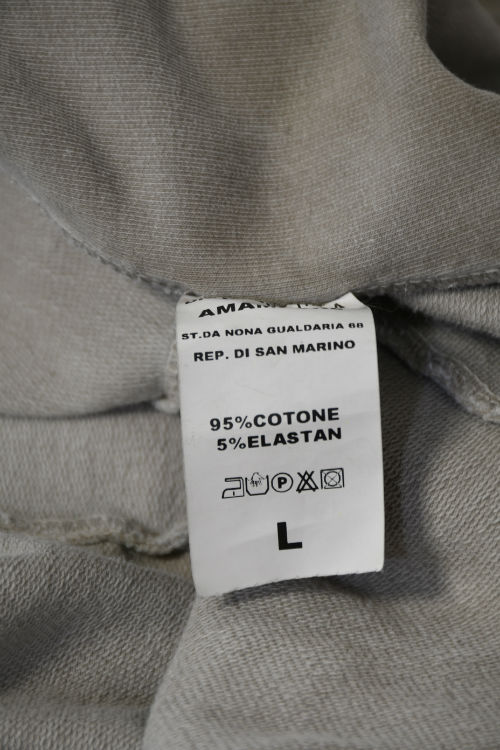 ST.DA NONA GUALDARIA 68
REP. DI SAN MARINO
95%COTONE
5%ELASTAN
P
L